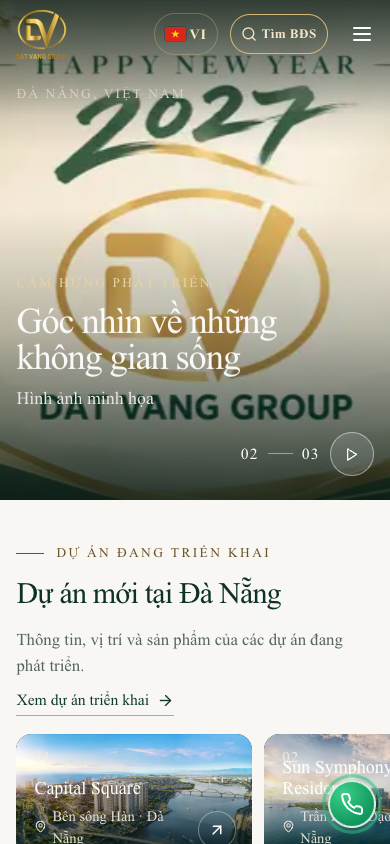 DV
DAT VANG GROUP
VI
Tìm BĐS
HAPPY NEW YEAR
ĐÀ NẴNG, VIỆT NAM
2027
CẢM HỨNG PHÁT TRIỂN
Góc nhìn về những
không gian sống
Hình ảnh minh họa
DAT VANG GROUP
02
03
DỰ ÁN ĐANG TRIỂN KHAI
Dự án mới tại Đà Nẵng
Thông tin, vị trí và sản phẩm của các dự án đang
phát triển.
Xem dự án triển khai
Capital Square
Bên sông Hàn · Đà
Nẵng
02
Sun Symphony
Nẵng